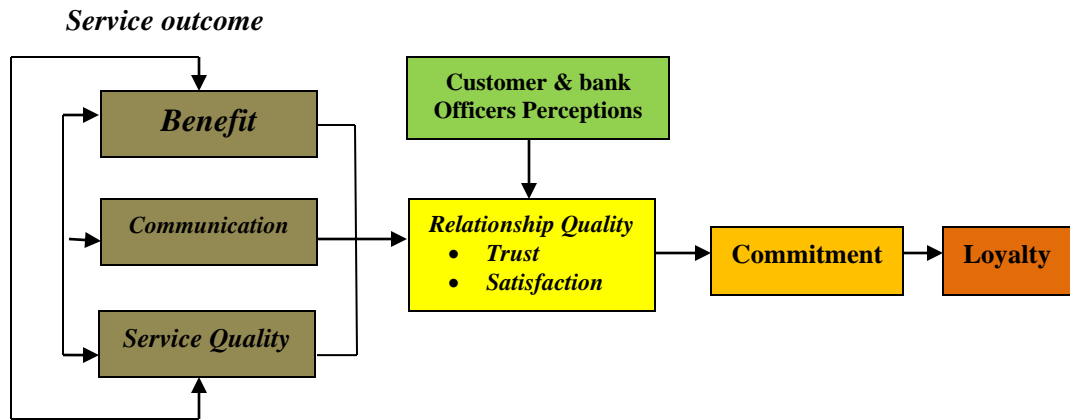 Service outcome
Benefit
Customer & bank
Officers Perceptions
Communication
Relationship Quality
• Trust
• Satisfaction
Commitment
Loyalty
Service Quality